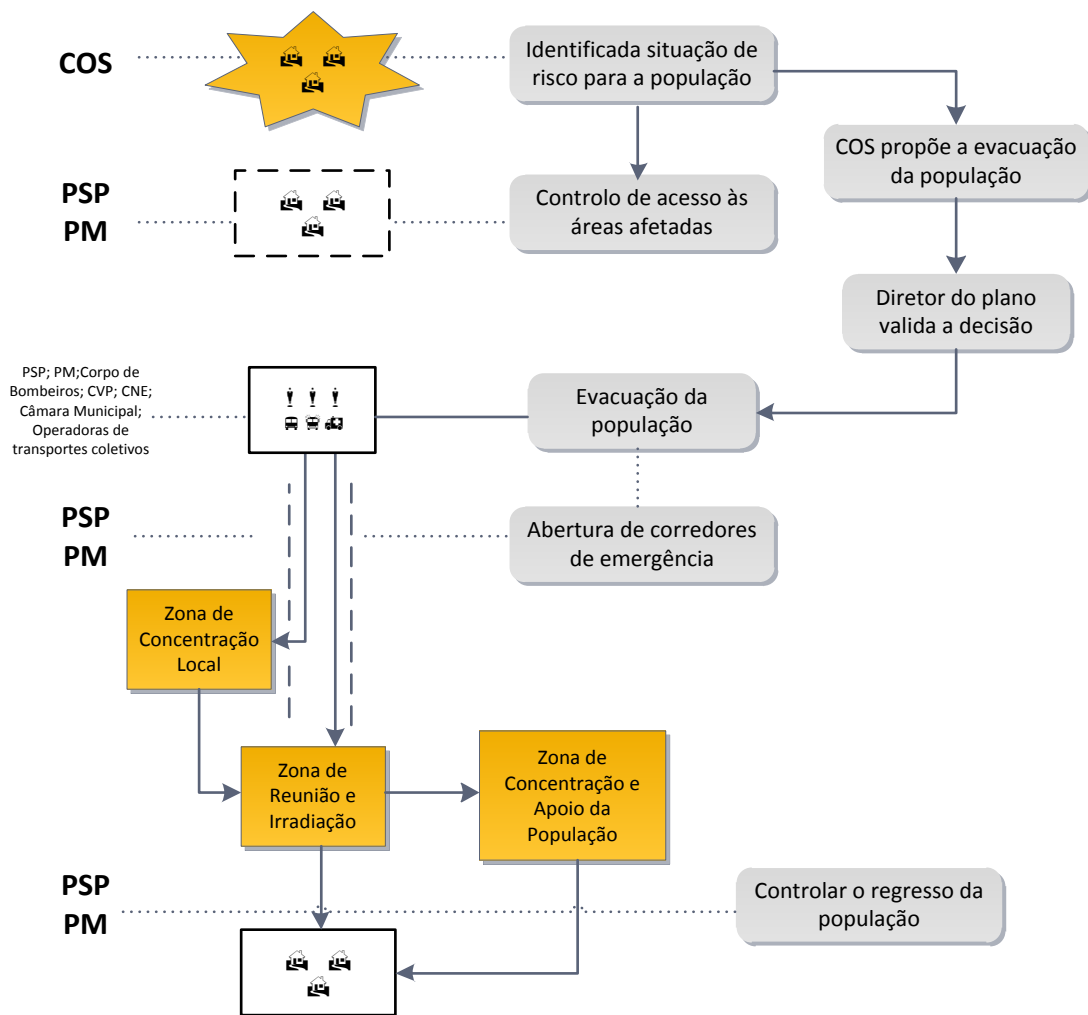 COS
Identificada situação de
risco para a população
COS propõe a evacuação
da população
PSP
PM
Controlo de acesso às
áreas afetadas
Diretor do plano
valida a decisão
PSP; PM;Corpo de
Bombeiros; CVP; CNE;
Câmara Municipal;
Operadoras de
transportes coletivos
Evacuação da
população
PSP
PM
Abertura de corredores
de emergência
Zona de
Concentração
Local
Zona de
Reunião e
Irradiação
Zona de
Concentração e
Apoio da
População
PSP
PM
Controlar o regresso da
população